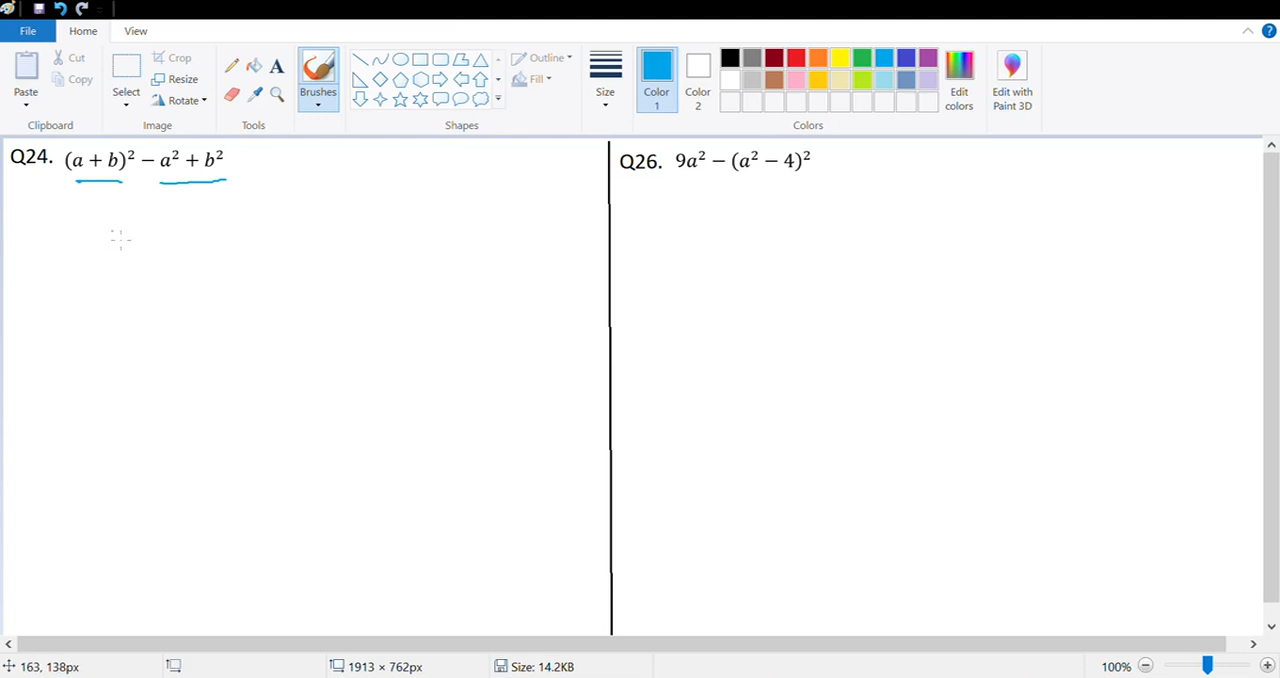 File Home View
Cut Crop Outline
Copy Resize Fill
Rotate
Paste Select Brushes Size Color 1 Color 2 Edit colors Edit with Paint 3D
Clipboard Image Tools Shapes Colors
Q24. (a + b)² − a² + b²
Q26. 9a² − (a² − 4)²
163, 138px 1913 × 762px Size: 14.2KB 100%